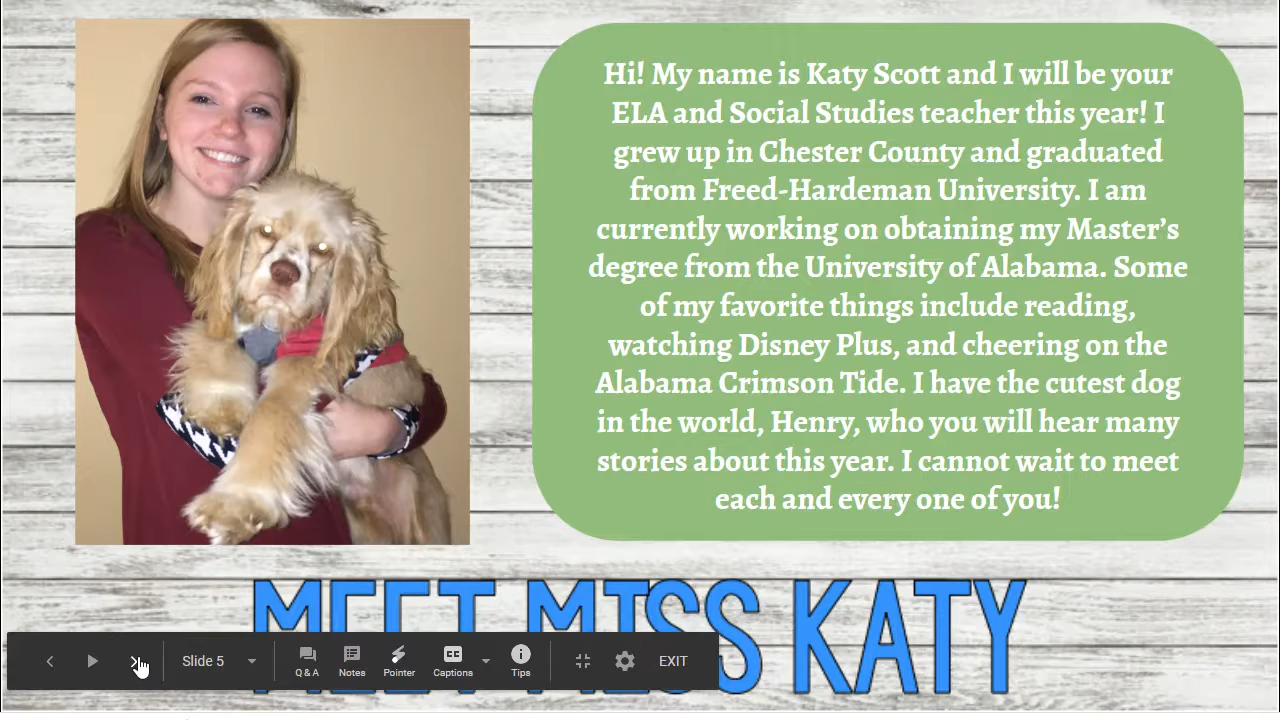 Hi! My name is Katy Scott and I will be your
ELA and Social Studies teacher this year! I
grew up in Chester County and graduated
from Freed-Hardeman University. I am
currently working on obtaining my Master’s
degree from the University of Alabama. Some
of my favorite things include reading,
watching Disney Plus, and cheering on the
Alabama Crimson Tide. I have the cutest dog
in the world, Henry, who you will hear many
stories about this year. I cannot wait to meet
each and every one of you!
MEET MISS KATY
Slide 5
Q & A
Notes
Pointer
CC
Captions
Tips
EXIT